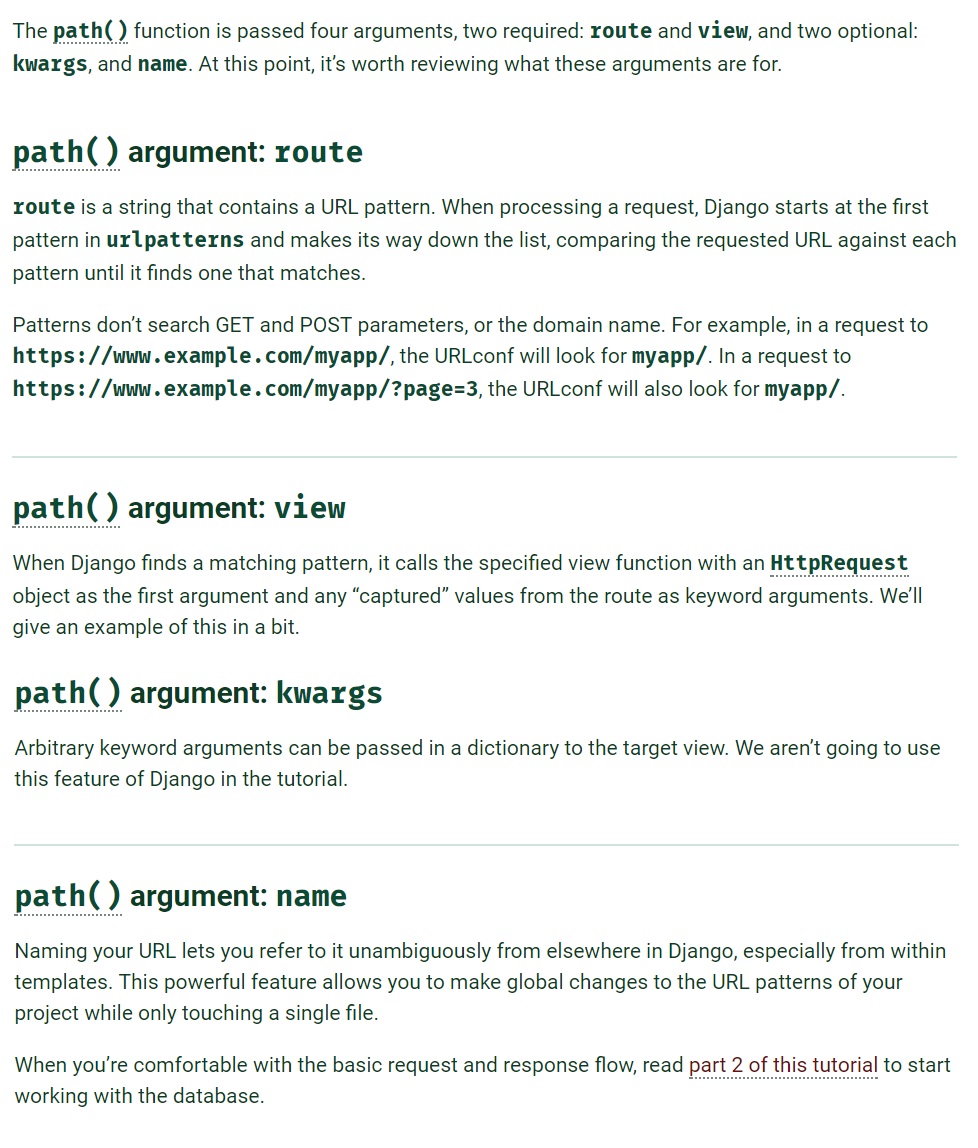 The path() function is passed four arguments, two required: route and view, and two optional:
kwargs, and name. At this point, it’s worth reviewing what these arguments are for.
path() argument: route
route is a string that contains a URL pattern. When processing a request, Django starts at the first
pattern in urlpatterns and makes its way down the list, comparing the requested URL against each
pattern until it finds one that matches.
Patterns don’t search GET and POST parameters, or the domain name. For example, in a request to
https://www.example.com/myapp/, the URLconf will look for myapp/. In a request to
https://www.example.com/myapp/?page=3, the URLconf will also look for myapp/.
path() argument: view
When Django finds a matching pattern, it calls the specified view function with an HttpRequest
object as the first argument and any “captured” values from the route as keyword arguments. We’ll
give an example of this in a bit.
path() argument: kwargs
Arbitrary keyword arguments can be passed in a dictionary to the target view. We aren’t going to use
this feature of Django in the tutorial.
path() argument: name
Naming your URL lets you refer to it unambiguously from elsewhere in Django, especially from within
templates. This powerful feature allows you to make global changes to the URL patterns of your
project while only touching a single file.
When you’re comfortable with the basic request and response flow, read part 2 of this tutorial to start
working with the database.